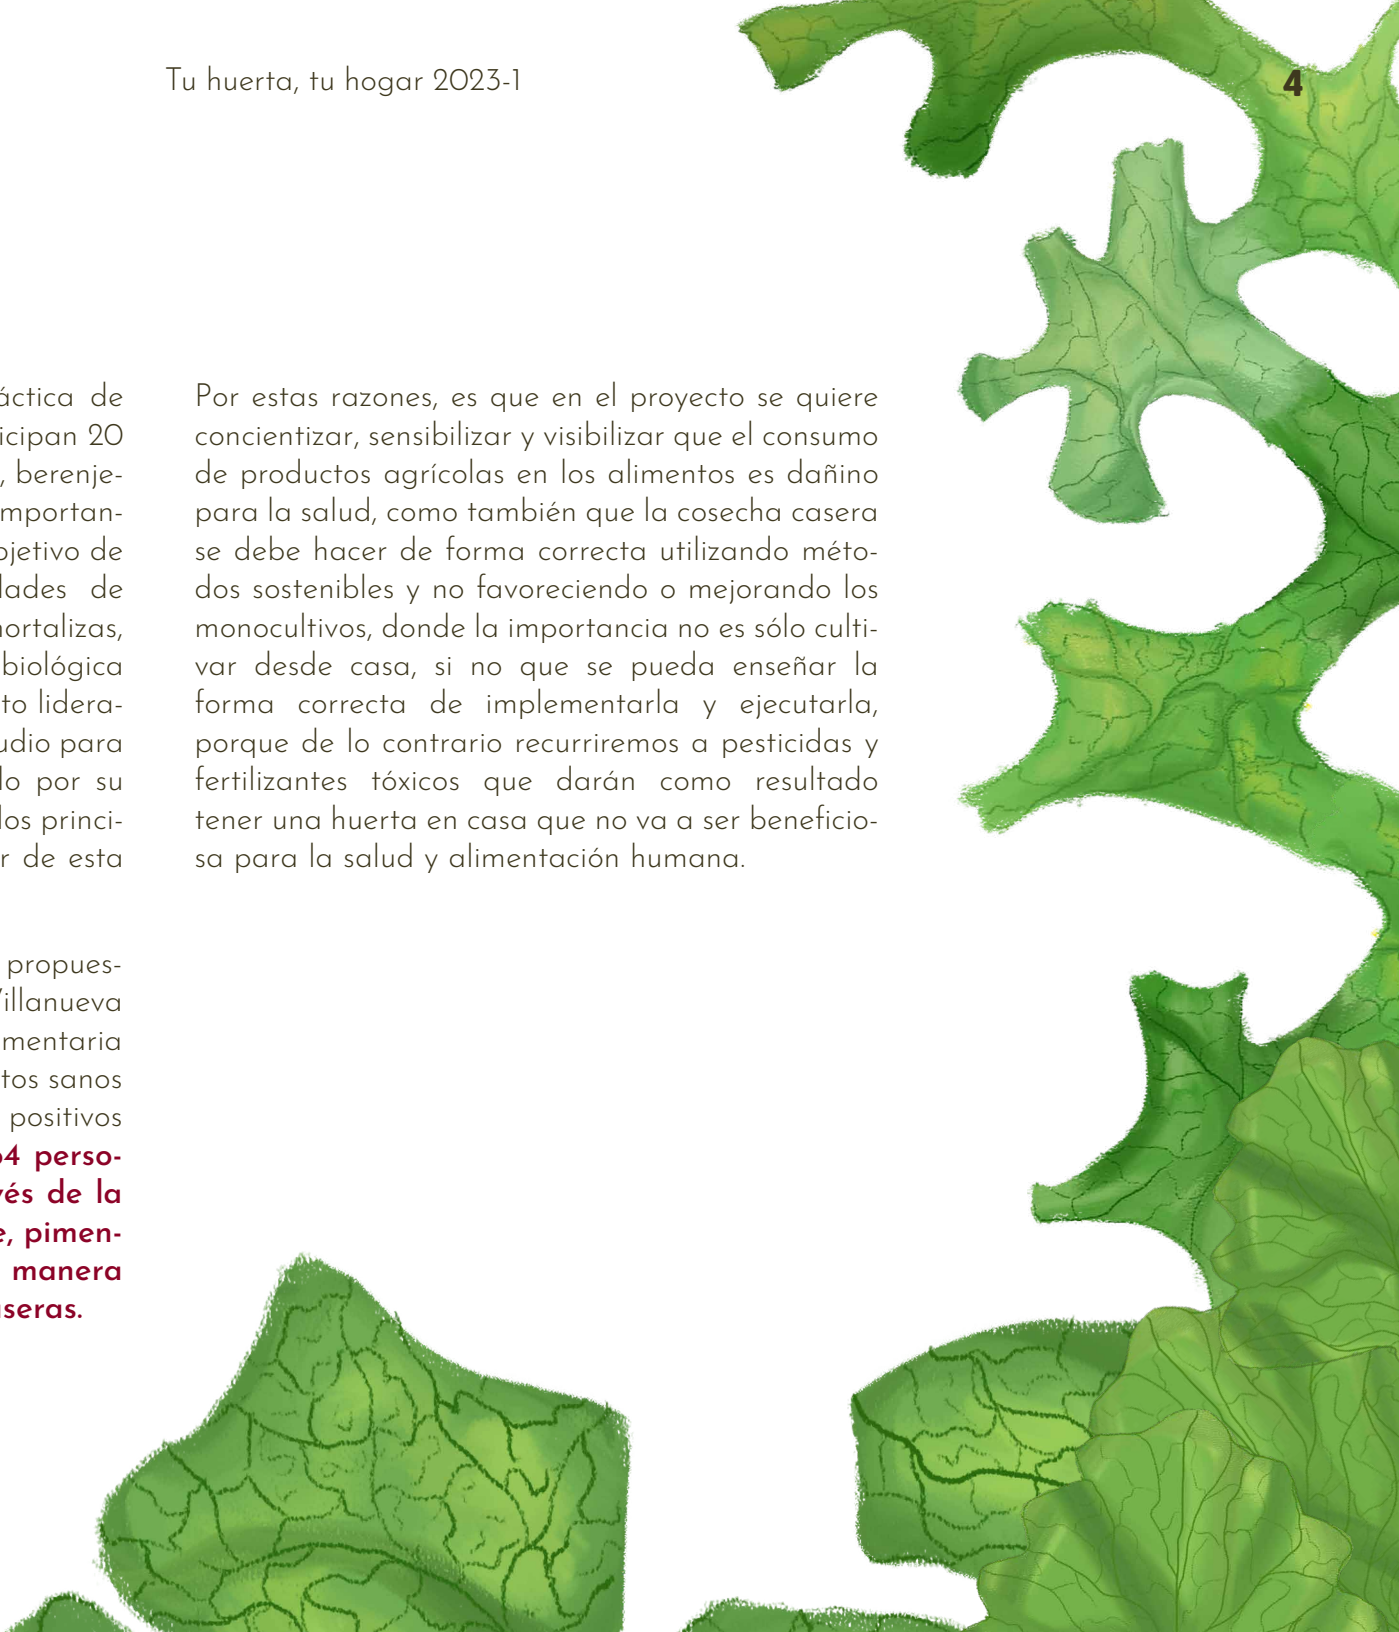 Tu huerta, tu hogar 2023-1
4
áctica de
icipan 20
, berenje-
mportan-
bjetivo de
dades de
hortalizas,
biológica
to lidera-
udio para
do por su
los princi-
r de esta
propues-
Villanueva
mentaria
tos sanos
positivos
64 perso-
vés de la
e, pimen-
manera
aseras.
Por estas razones, es que en el proyecto se quiere
concientizar, sensibilizar y visibilizar que el consumo
de productos agrícolas en los alimentos es dañino
para la salud, como también que la cosecha casera
se debe hacer de forma correcta utilizando méto-
dos sostenibles y no favoreciendo o mejorando los
monocultivos, donde la importancia no es sólo culti-
var desde casa, si no que se pueda enseñar la
forma correcta de implementarla y ejecutarla,
porque de lo contrario recurriremos a pesticidas y
fertilizantes tóxicos que darán como resultado
tener una huerta en casa que no va a ser beneficio-
sa para la salud y alimentación humana.